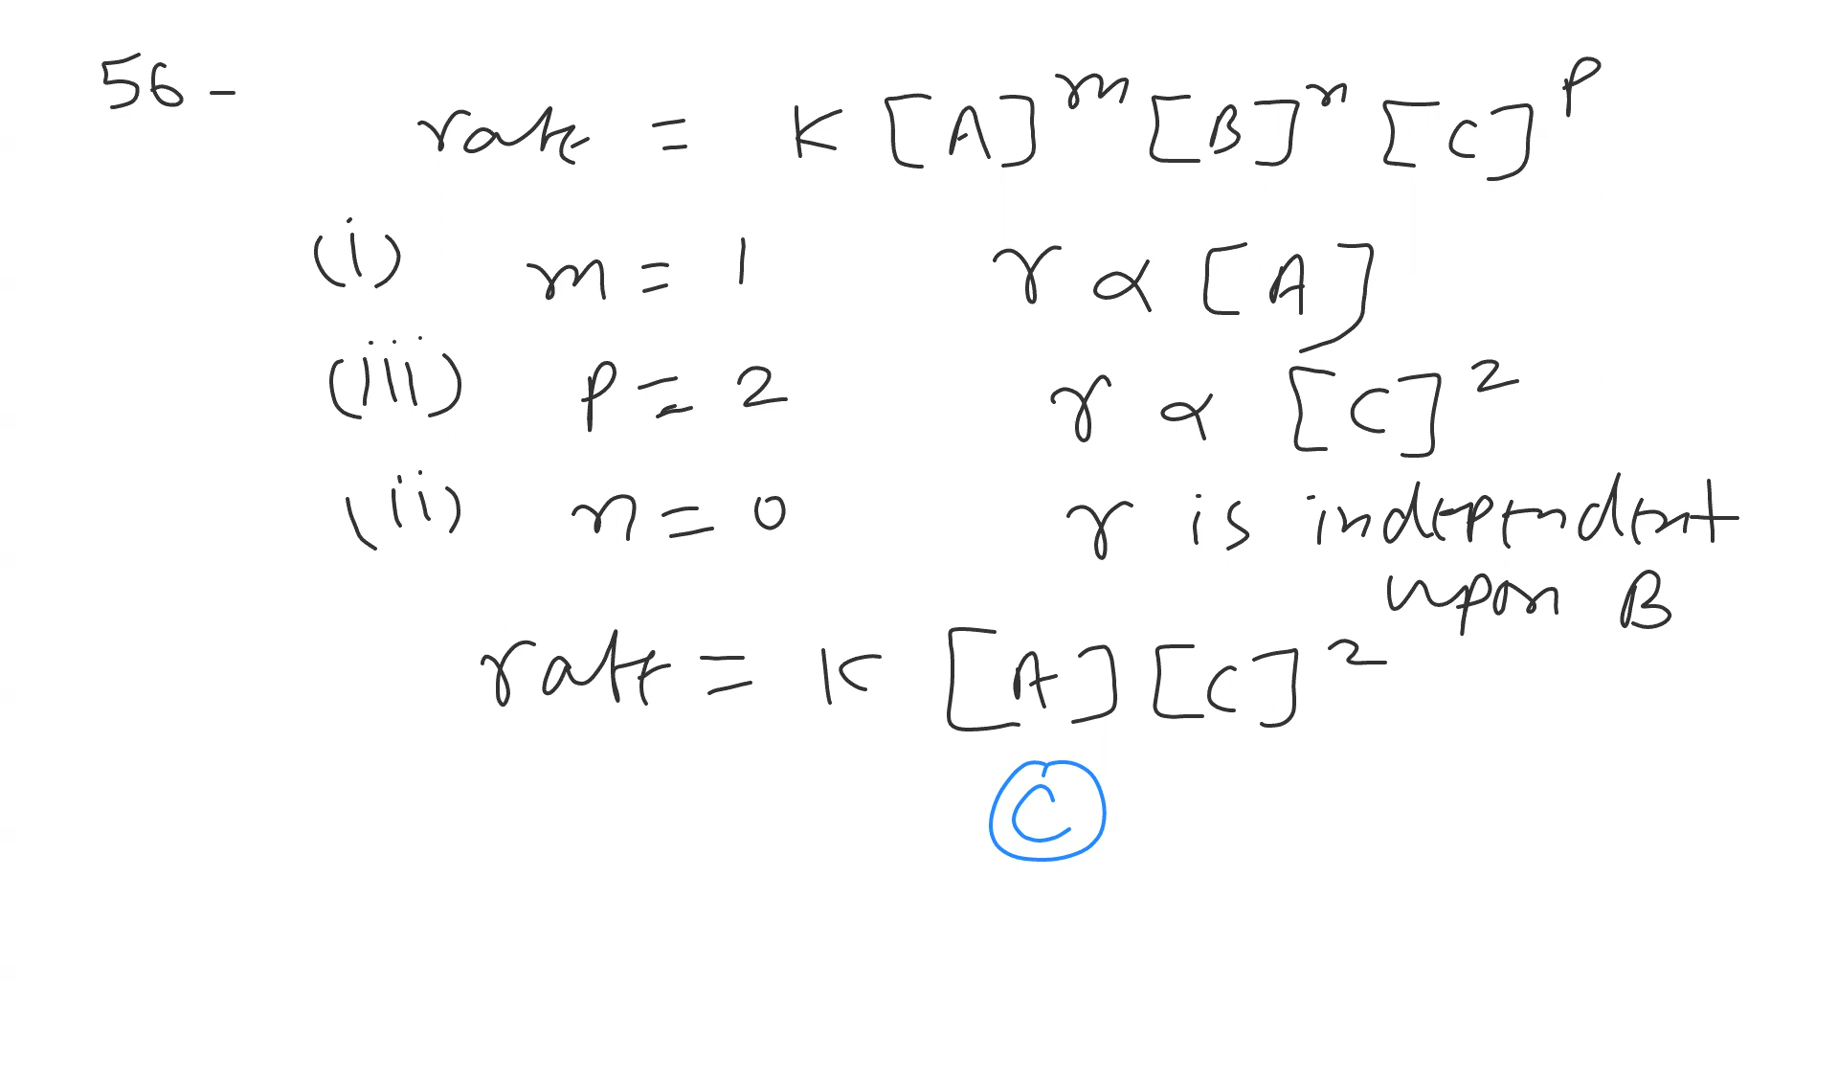 56 - rate = K [A]^m [B]^n [C]^p
(i) m = 1 r α [A]
(iii) p = 2 r α [C]^2
(ii) n = 0 r is independent
upon B
rate = K [A] [C]^2
C